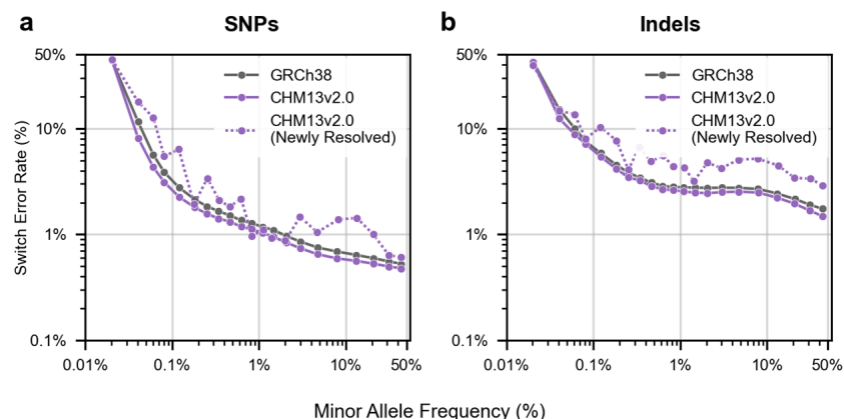 a
SNPs
b
Indels
Switch Error Rate (%)
50%
10%
1%
0.1%
0.01%
0.1%
1%
10%
50%
GRCh38
CHM13v2.0
CHM13v2.0
(Newly Resolved)
50%
10%
1%
0.1%
0.01%
0.1%
1%
10%
50%
GRCh38
CHM13v2.0
CHM13v2.0
(Newly Resolved)
Minor Allele Frequency (%)